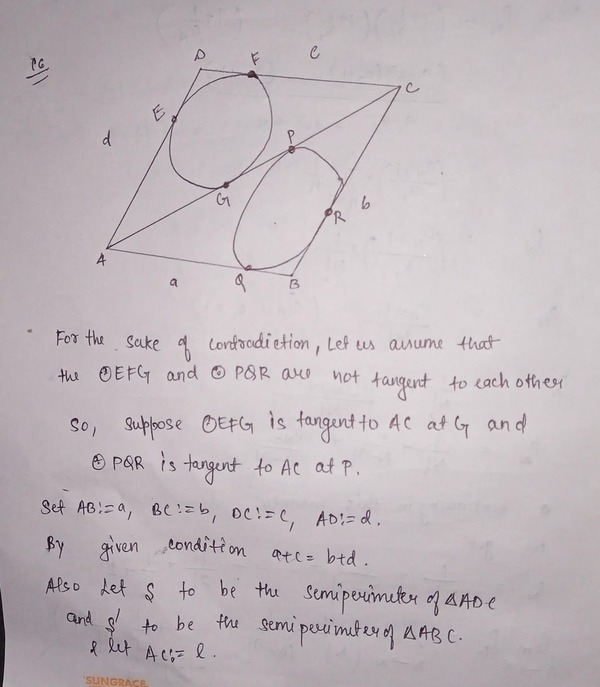 P6
D F c
C
E
d
P
G
R b
A
a Q B
For the sake of contradiction, Let us assume that
the ⊙EFG and ⊙ PQR are not tangent to each other
so, suppose ⊙EFG is tangent to AC at G and
⊙ PQR is tangent to AC at P.
Set AB:=a, BC:=b, DC:=c, AD:=d.
By given condition a+c= b+d.
Also Let S to be the semiperimeter of △ADC
and S' to be the semiperimeter of △ABC.
& let AC:= l.
SUNGRACE